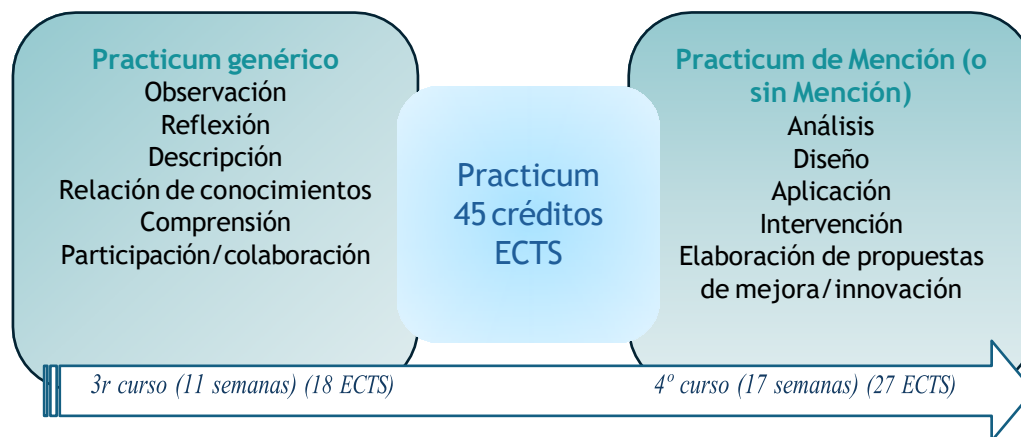 Practicum genérico
Observación
Reflexión
Descripción
Relación de conocimientos
Comprensión
Participación/colaboración
Practicum
45 créditos
ECTS
Practicum de Mención (o
sin Mención)
Análisis
Diseño
Aplicación
Intervención
Elaboración de propuestas
de mejora/innovación
3r curso (11 semanas) (18 ECTS)
4º curso (17 semanas) (27 ECTS)